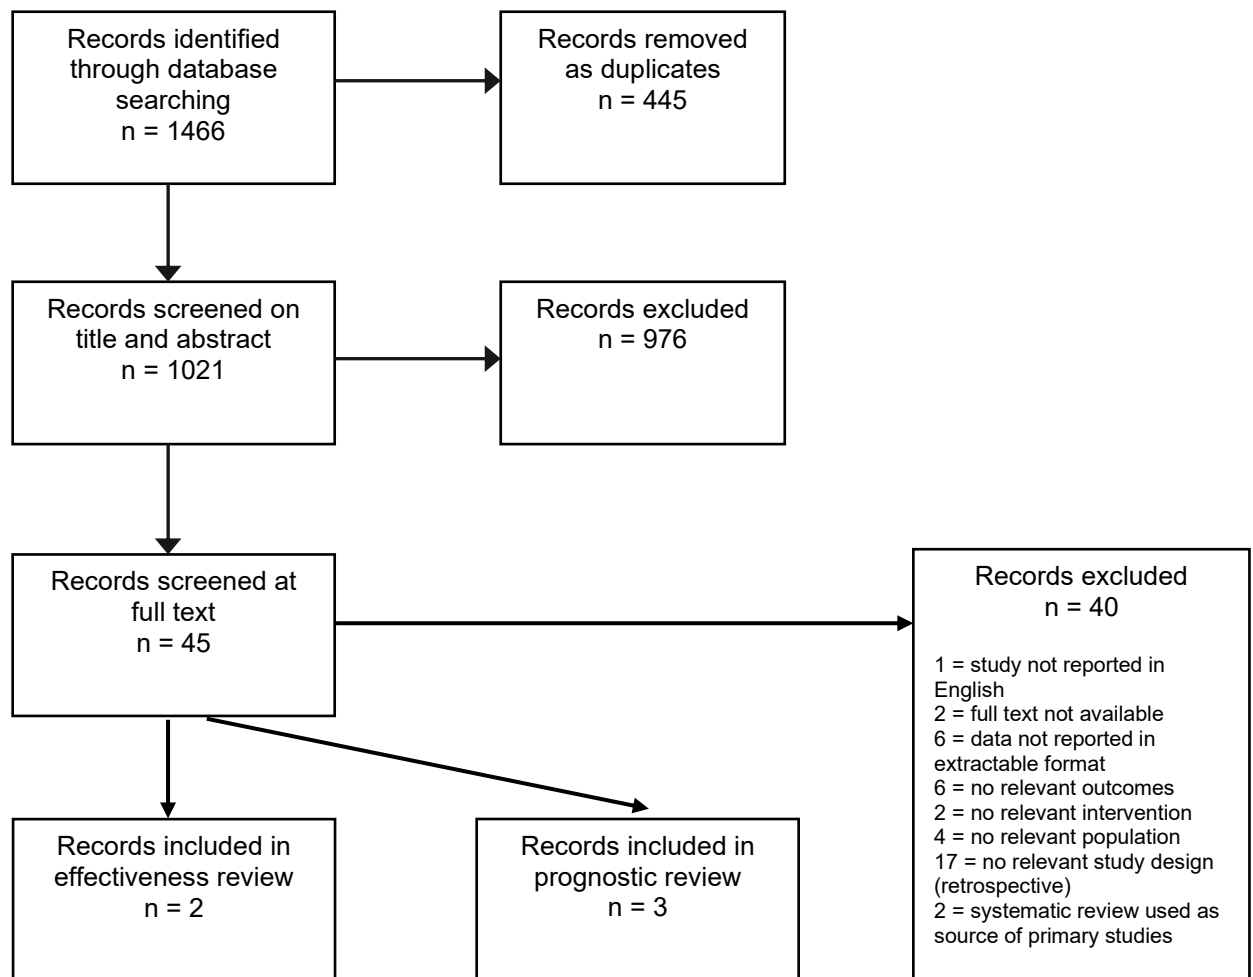 Records identified
through database
searching
n = 1466
Records removed
as duplicates
n = 445
Records screened on
title and abstract
n = 1021
Records excluded
n = 976
Records screened at
full text
n = 45
Records excluded
n = 40
1 = study not reported in
English
2 = full text not available
6 = data not reported in
extractable format
6 = no relevant outcomes
2 = no relevant intervention
4 = no relevant population
17 = no relevant study design
(retrospective)
2 = systematic review used as
source of primary studies
Records included in
effectiveness review
n = 2
Records included in
prognostic review
n = 3